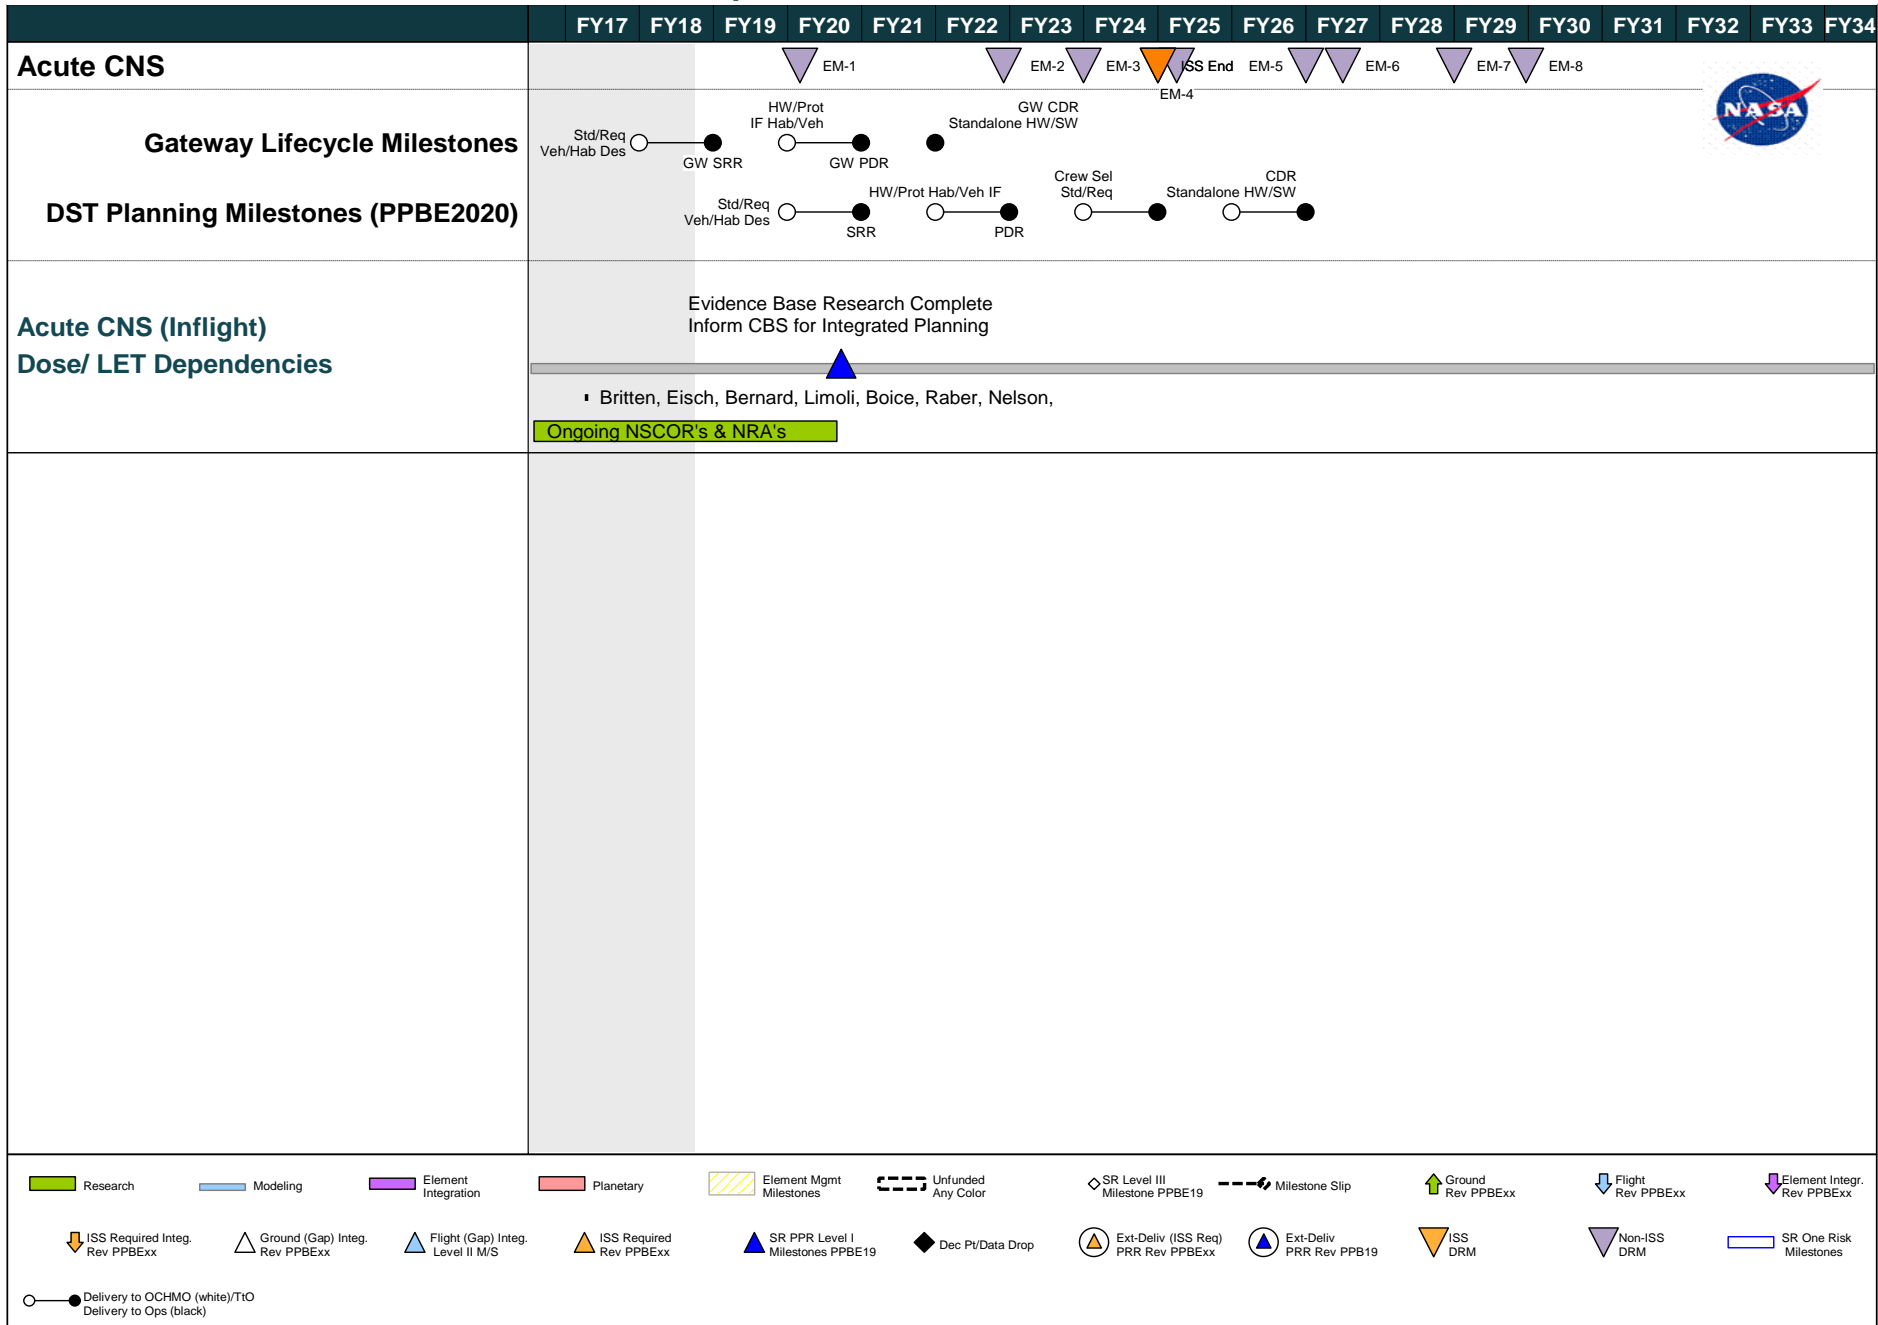 FY17 FY18 FY19 FY20 FY21 FY22 FY23 FY24 FY25 FY26 FY27 FY28 FY29 FY30 FY31 FY32 FY33 FY34
Acute CNS
EM-1 EM-2 EM-3 ISS End EM-5 EM-6 EM-7 EM-8
EM-4
NASA
Gateway Lifecycle Milestones
Std/Req
Veh/Hab Des
GW SRR
HW/Prot
IF Hab/Veh
GW PDR
GW CDR
Standalone HW/SW
DST Planning Milestones (PPBE2020)
Std/Req
Veh/Hab Des
SRR
HW/Prot Hab/Veh IF
PDR
Crew Sel
Std/Req
CDR
Standalone HW/SW
Acute CNS (Inflight)
Dose/ LET Dependencies
Evidence Base Research Complete
Inform CBS for Integrated Planning
Britten, Eisch, Bernard, Limoli, Boice, Raber, Nelson,
Ongoing NSCOR's & NRA's
Research
Modeling
Element
Integration
Planetary
Element Mgmt
Milestones
Unfunded
Any Color
SR Level III
Milestone PPBE19
Milestone Slip
Ground
Rev PPBExx
Flight
Rev PPBExx
Element Integr.
Rev PPBExx
ISS Required Integ.
Rev PPBExx
Ground (Gap) Integ.
Rev PPBExx
Flight (Gap) Integ.
Level II M/S
ISS Required
Rev PPBExx
SR PPR Level I
Milestones PPBE19
Dec Pt/Data Drop
Ext-Deliv (ISS Req)
PRR Rev PPBExx
Ext-Deliv
PRR Rev PPB19
ISS
DRM
Non-ISS
DRM
SR One Risk
Milestones
Delivery to OCHMO (white)/TtO
Delivery to Ops (black)